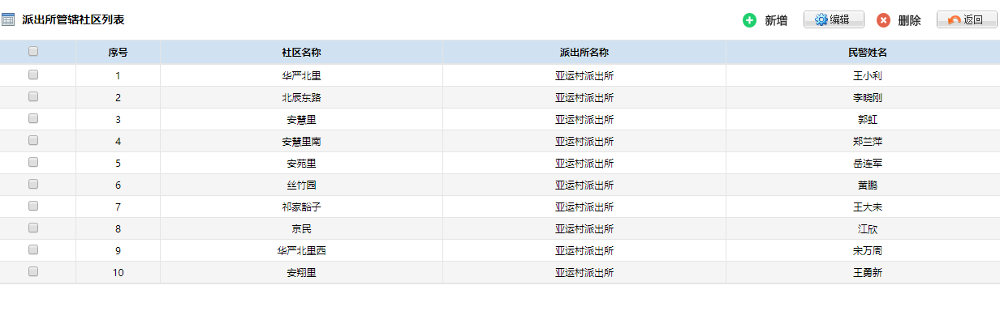 派出所管辖社区列表 新增 编辑 删除 返回
序号 社区名称 派出所名称 民警姓名
1 华严北里 亚运村派出所 王小利
2 北辰东路 亚运村派出所 李晓刚
3 安慧里 亚运村派出所 郭虹
4 安慧里南 亚运村派出所 郑兰萍
5 安苑里 亚运村派出所 岳连军
6 丝竹园 亚运村派出所 黄鹏
7 祁家豁子 亚运村派出所 王大未
8 京民 亚运村派出所 江欣
9 华严北里西 亚运村派出所 宋万周
10 安翔里 亚运村派出所 王勇新